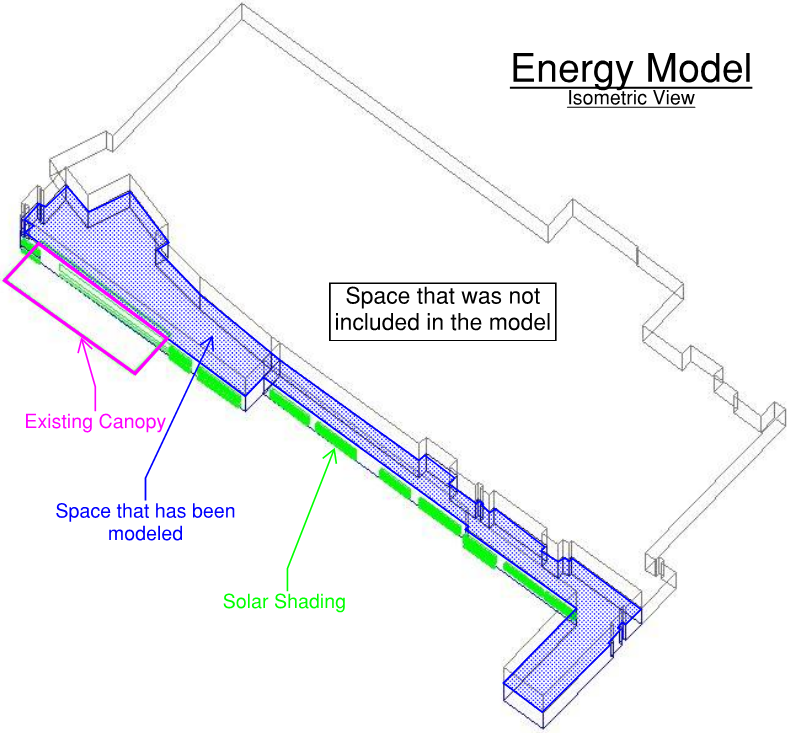 Energy Model
Isometric View
Space that was not
included in the model
Existing Canopy
Space that has been
modeled
Solar Shading